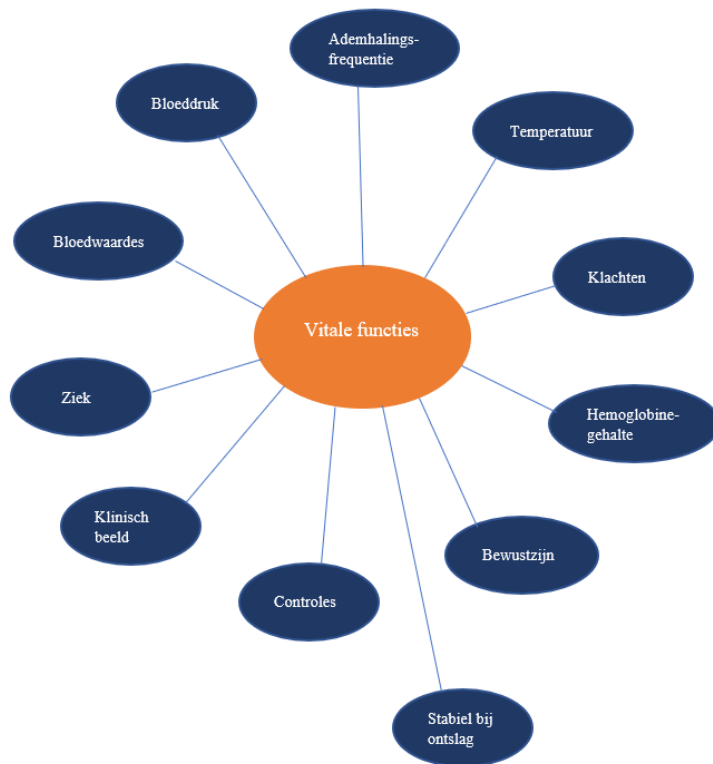 Ademhalings-
frequentie
Bloeddruk
Temperatuur
Bloedwaardes
Klachten
Vitale functies
Ziek
Hemoglobine-
gehalte
Klinisch
beeld
Bewustzijn
Controles
Stabiel bij
ontslag